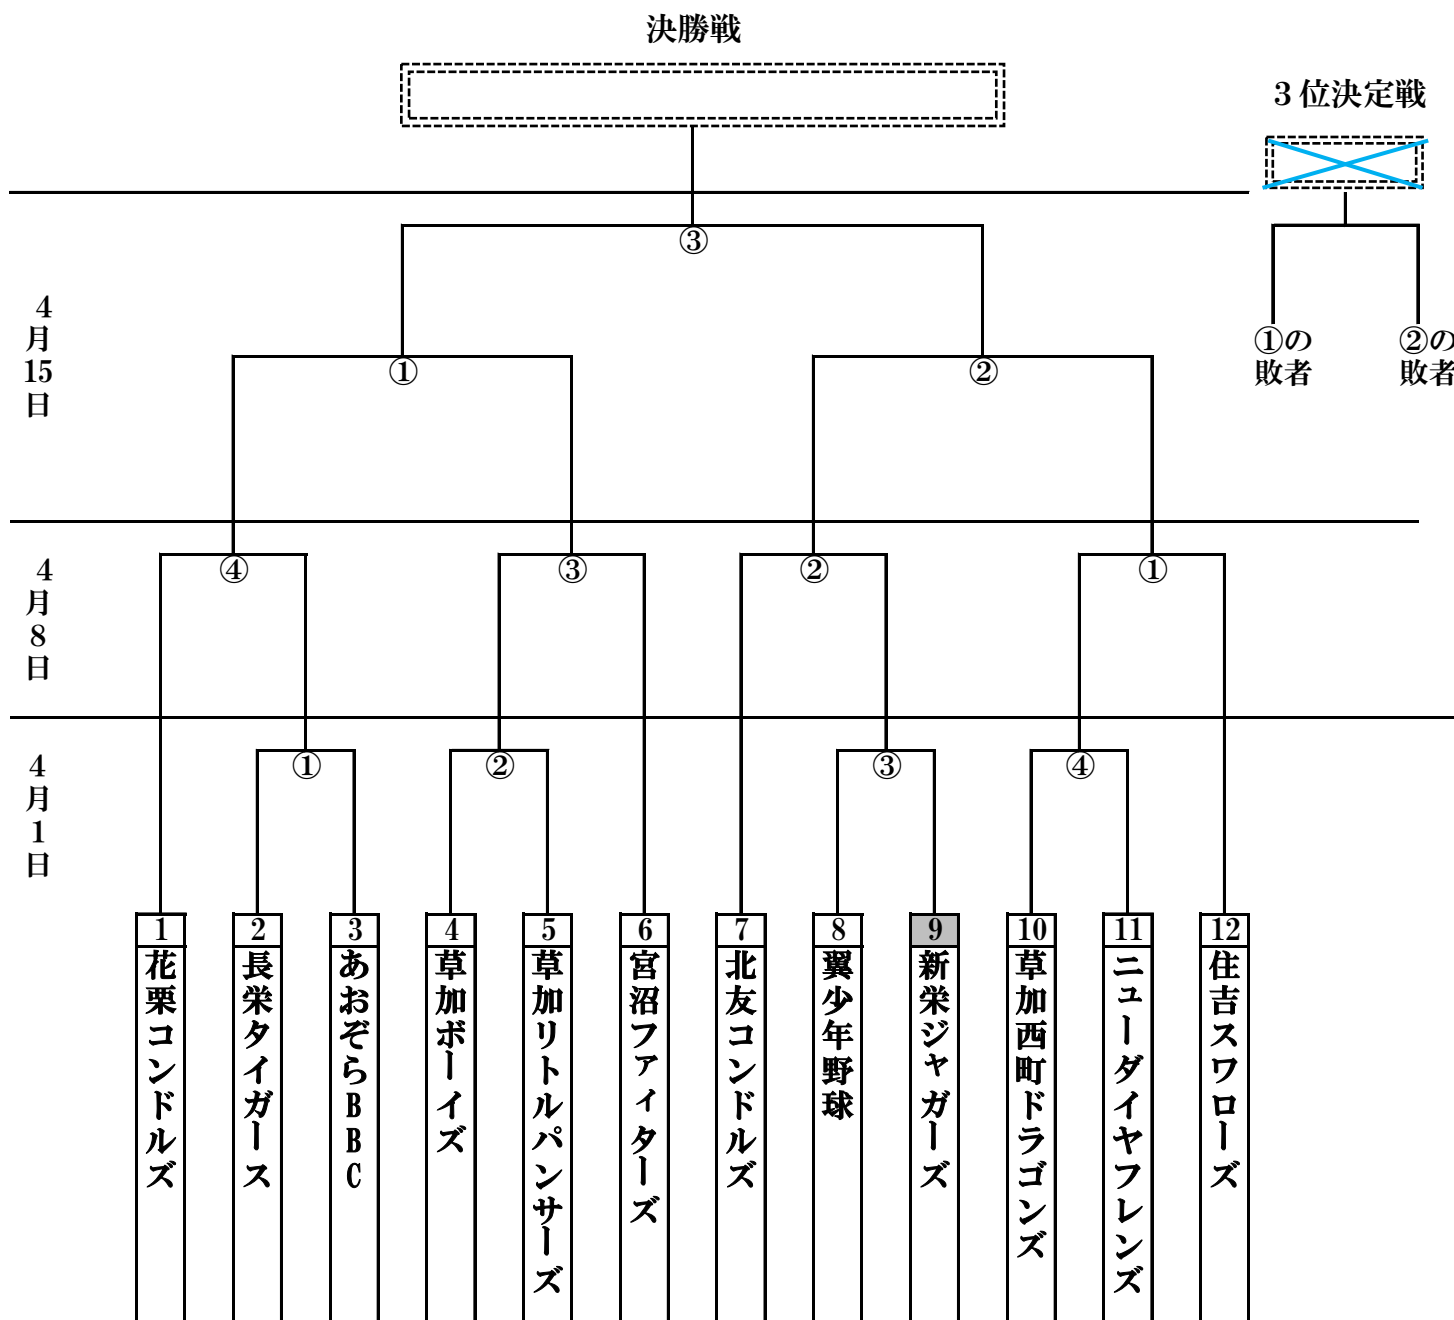 決勝戦
3位決定戦
③
4月15日
①
②
①の
敗者
②の
敗者
4月8日
④
③
②
①
4月1日
①
②
③
④
1
花栗コンドルズ
2
長栄タイガース
3
あおぞらBBC
4
草加ボーイズ
5
草加リトルパンサーズ
6
宮沼ファイターズ
7
北友コンドルズ
8
翼少年野球
9
新栄ジャガーズ
10
草加西町ドラゴンズ
11
ニューダイヤフレンズ
12
住吉スワローズ